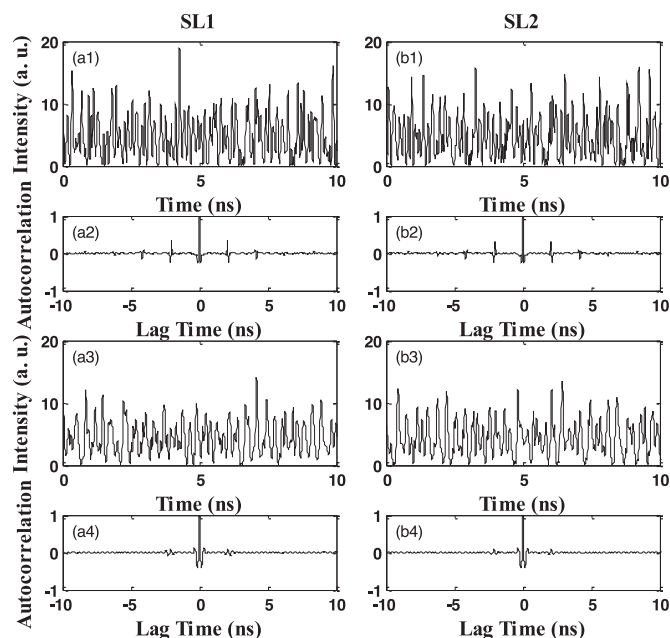 SL1 SL2
Intensity (a. u.)
20 (a1) 20 (b1)
10 10
0 0
0 5 10 0 5 10
Time (ns) Time (ns)
Autocorrelation
1 (a2) 1 (b2)
0 0
-1 -1
-10 -5 0 5 10 -10 -5 0 5 10
Lag Time (ns) Lag Time (ns)
Intensity (a. u.)
20 (a3) 20 (b3)
10 10
0 0
0 5 10 0 5 10
Time (ns) Time (ns)
Autocorrelation
1 (a4) 1 (b4)
0 0
-1 -1
-10 -5 0 5 10 -10 -5 0 5 10
Lag Time (ns) Lag Time (ns)